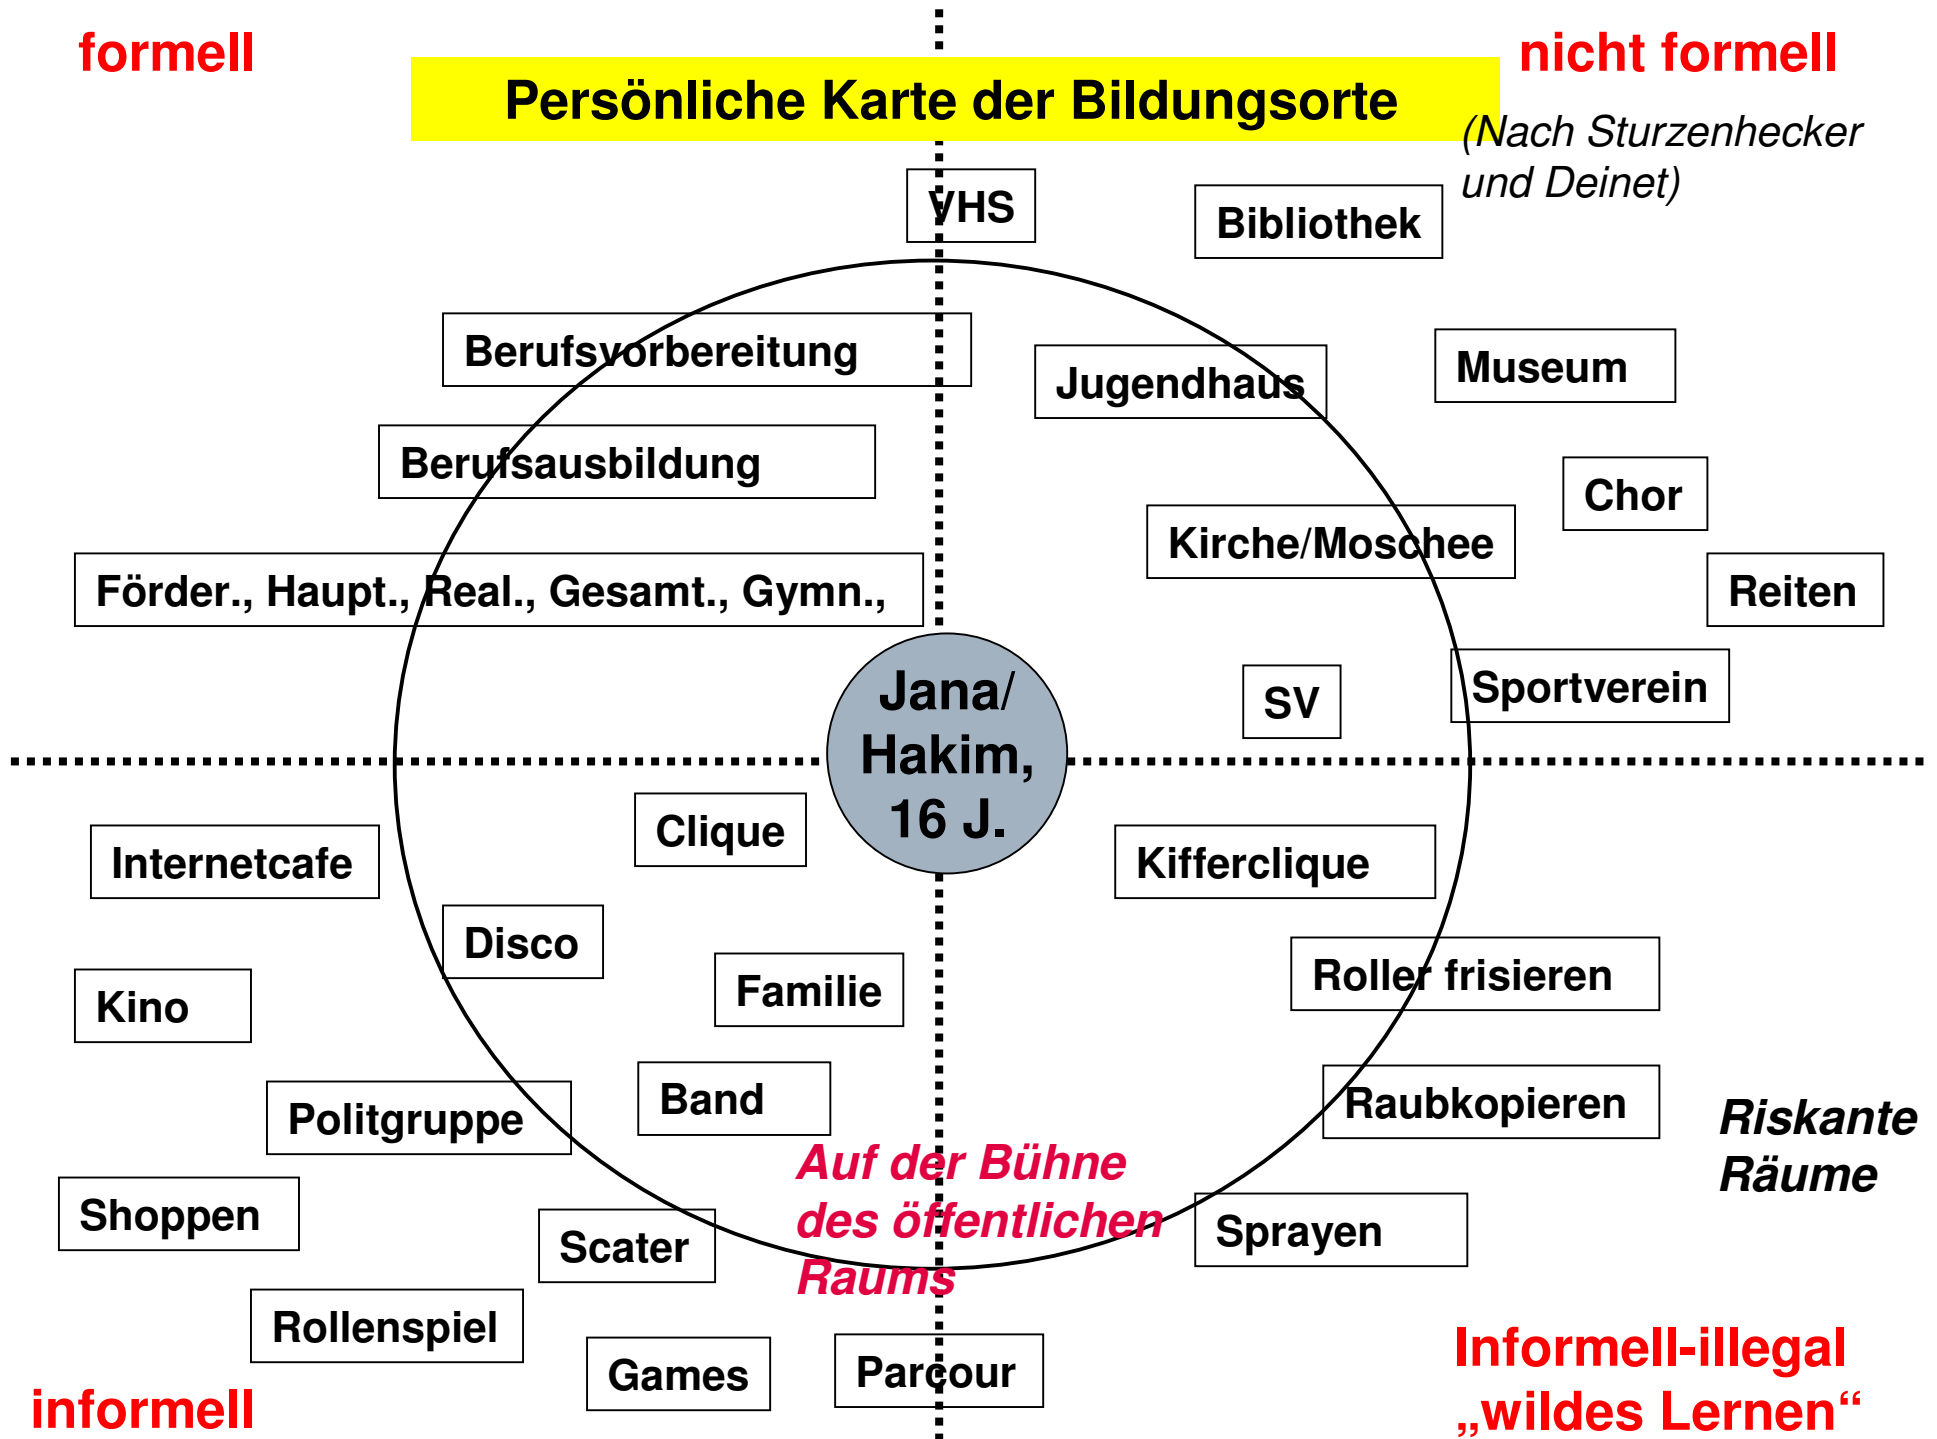 formell
nicht formell
Persönliche Karte der Bildungsorte
(Nach Sturzenhecker
und Deinet)
VHS
Bibliothek
Berufsvorbereitung
Jugendhaus
Museum
Berufsausbildung
Chor
Kirche/Moschee
Förder., Haupt., Real., Gesamt., Gymn.,
Reiten
Sportverein
SV
Jana/
Hakim,
16 J.
Clique
Internetcafe
Kifferclique
Disco
Familie
Roller frisieren
Kino
Band
Politgruppe
Raubkopieren
Riskante
Räume
Auf der Bühne
des öffentlichen
Raums
Shoppen
Scater
Sprayen
Rollenspiel
Games
Parcour
informell
Informell-illegal
„wildes Lernen“